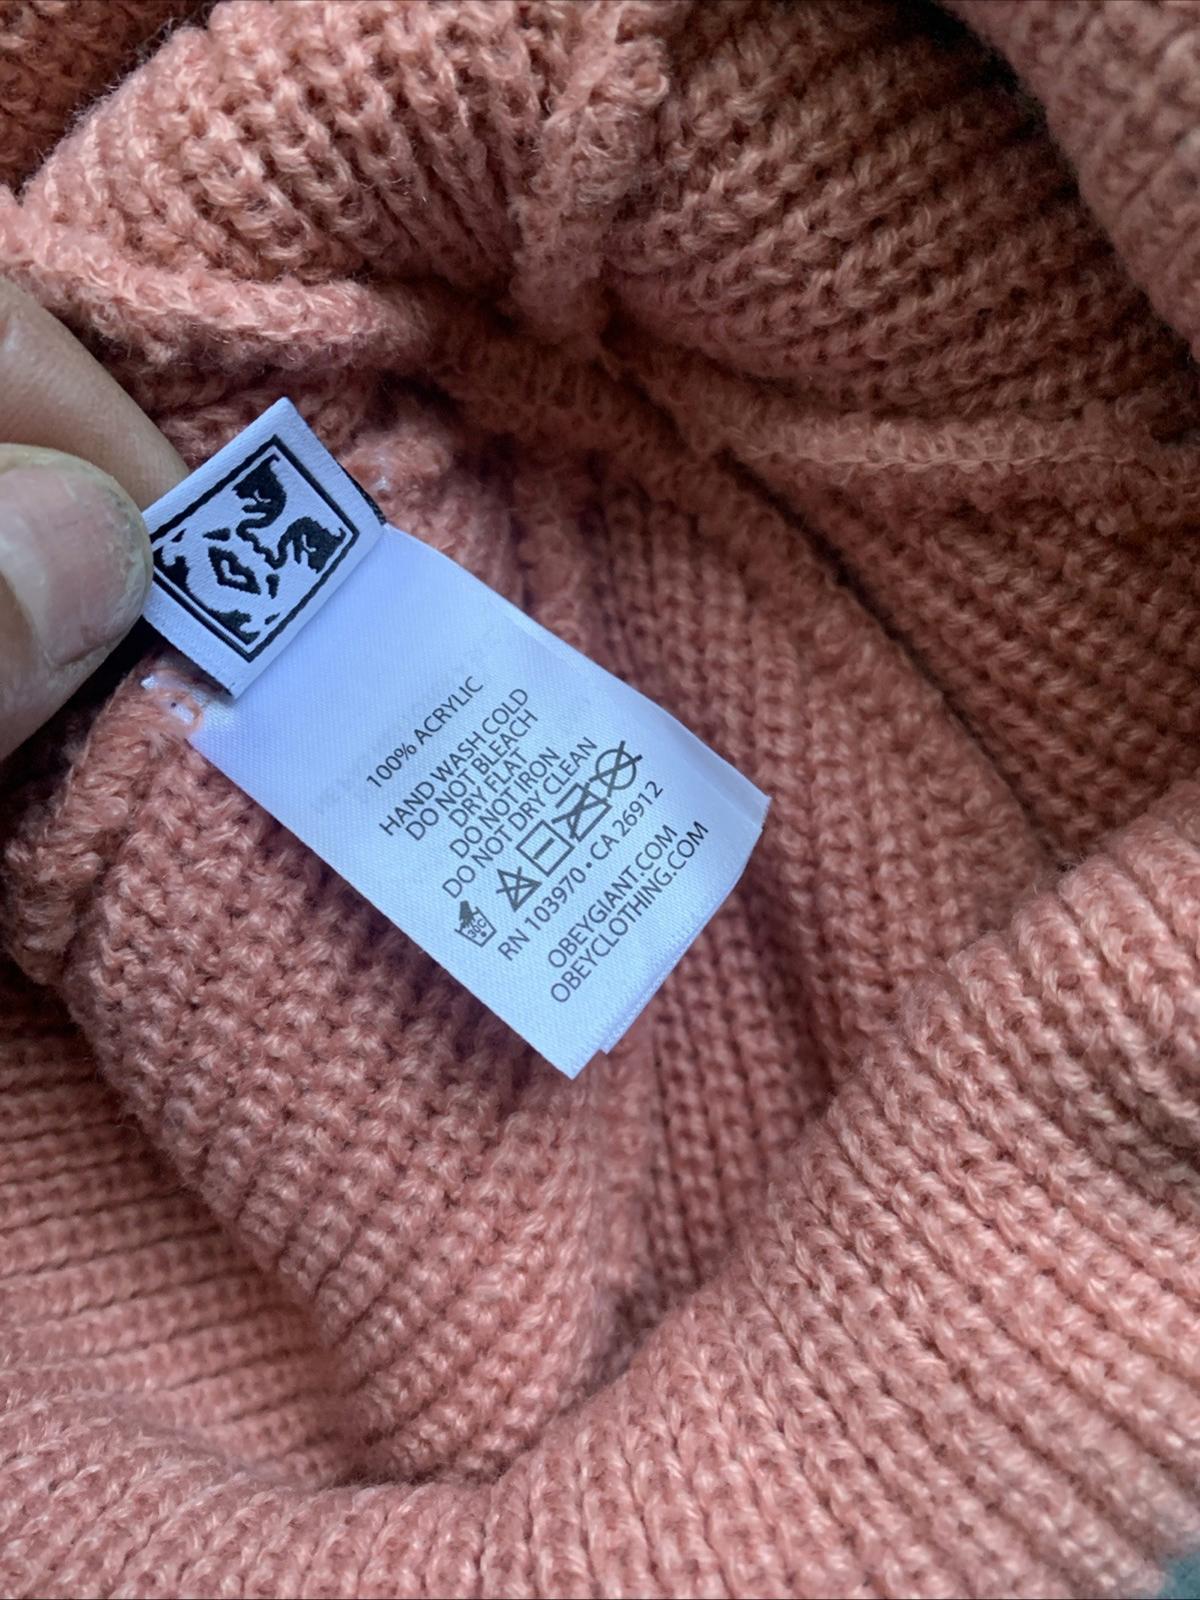 100% ACRYLIC
HAND WASH COLD
DO NOT BLEACH
DRY FLAT
DO NOT IRON
DO NOT DRY CLEAN
30C
RN 103970 • CA 26912
OBEYGIANT.COM
OBEYCLOTHING.COM